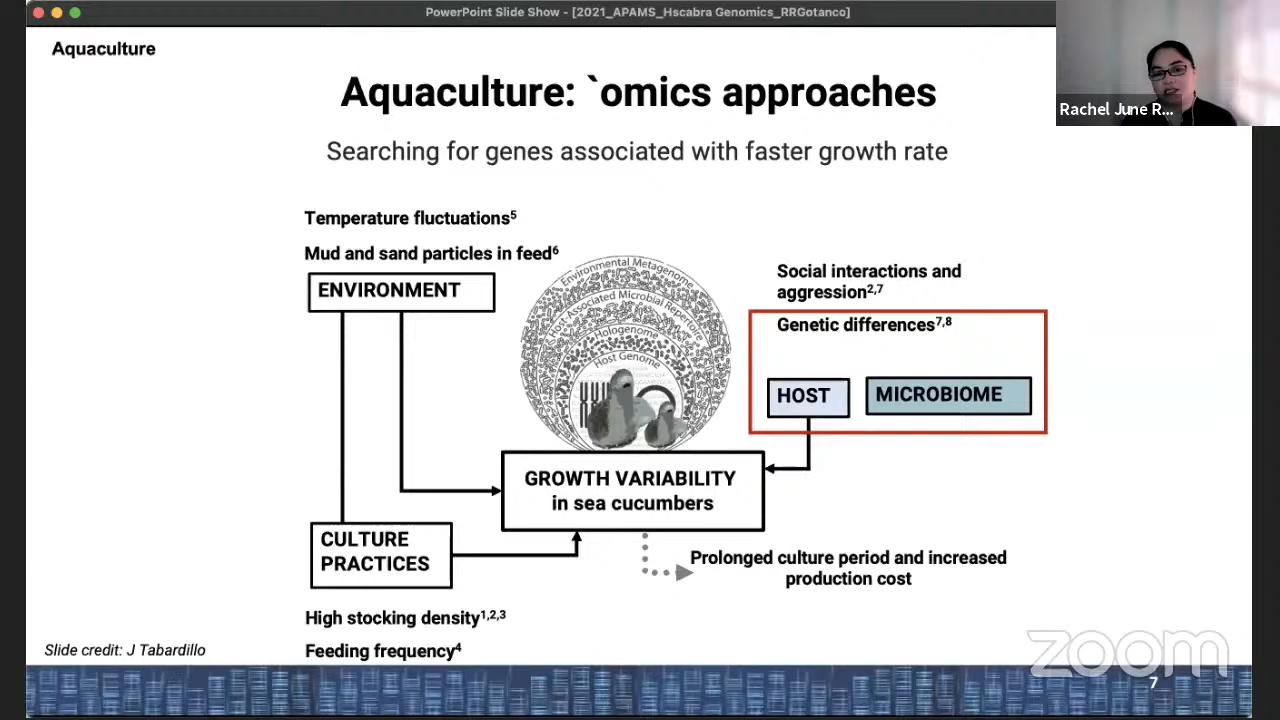 PowerPoint Slide Show - [2021_APAMS_Hscabra Genomics_RRGotanco]
Aquaculture
Aquaculture: `omics approaches
Rachel June R...
Searching for genes associated with faster growth rate
Temperature fluctuations5
Mud and sand particles in feed6
ENVIRONMENT
Environmental Metagenome
Host-Associated Microbial Repertoire
Hologenome
Host Genome
Social interactions and
aggression2,7
Genetic differences7,8
HOST
MICROBIOME
GROWTH VARIABILITY
in sea cucumbers
CULTURE
PRACTICES
Prolonged culture period and increased
production cost
High stocking density1,2,3
Feeding frequency4
Slide credit: J Tabardillo
zoom
7